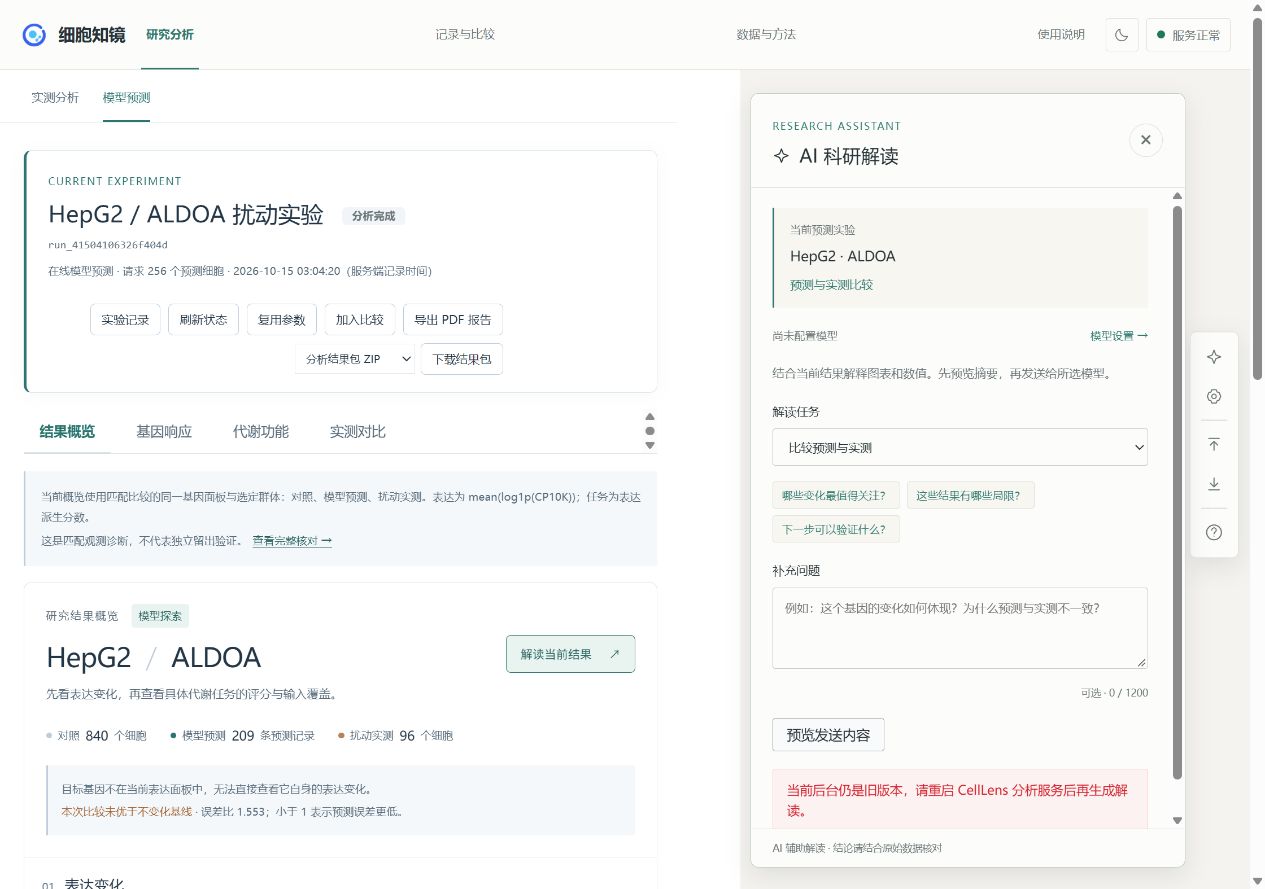 细胞知镜
研究分析
记录与比较
数据与方法
使用说明
服务正常
实测分析
模型预测
CURRENT EXPERIMENT
HepG2 / ALDOA 扰动实验
分析完成
run_41504106326f404d
在线模型预测 · 请求 256 个预测细胞 · 2026-10-15 03:04:20（服务端记录时间）
实验记录
刷新状态
复用参数
加入比较
导出 PDF 报告
分析结果包 ZIP
下载结果包
结果概览
基因响应
代谢功能
实测对比
当前概览使用匹配比较的同一基因面板与选定群体：对照、模型预测、扰动实测。表达为 mean(log1p(CP10K))；任务为表达
派生分数。
这是匹配观测诊断，不代表独立留出验证。 查看完整核对 →
研究结果概览
模型探索
HepG2 / ALDOA
解读当前结果 ↗
先看表达变化，再查看具体代谢任务的评分与输入覆盖。
对照 840 个细胞
模型预测 209 条预测记录
扰动实测 96 个细胞
目标基因不在当前表达面板中，无法直接查看它自身的表达变化。
本次比较未优于不变化基线 · 误差比 1.553；小于 1 表示预测误差更低。
01 表达变化
RESEARCH ASSISTANT
AI 科研解读
当前预测实验
HepG2 · ALDOA
预测与实测比较
尚未配置模型
模型设置 →
结合当前结果解释图表和数值。先预览摘要，再发送给所选模型。
解读任务
比较预测与实测
哪些变化最值得关注？
这些结果有哪些局限？
下一步可以验证什么？
补充问题
例如：这个基因的变化如何体现？为什么预测与实测不一致？
可选 · 0 / 1200
预览发送内容
当前后台仍是旧版本，请重启 CellLens 分析服务后再生成解
读。
AI 辅助解读 · 结论请结合原始数据核对